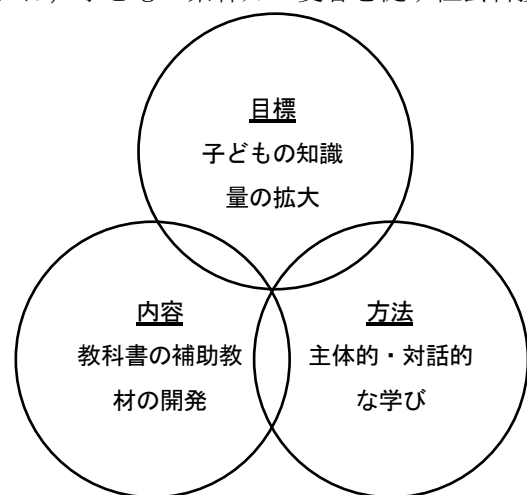 目標
子どもの知識
量の拡大
内容
教科書の補助教
材の開発
方法
主体的・対話的
な学び